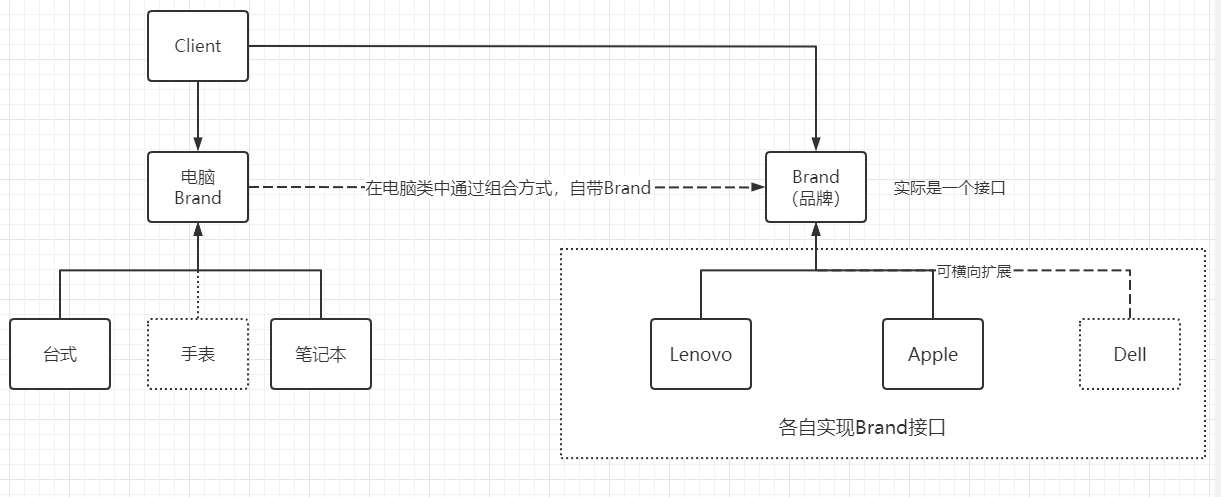 Client
电脑
Brand
在电脑类中通过组合方式，自带Brand
Brand
（品牌）
实际是一个接口
可横向扩展
台式
手表
笔记本
Lenovo
Apple
Dell
各自实现Brand接口